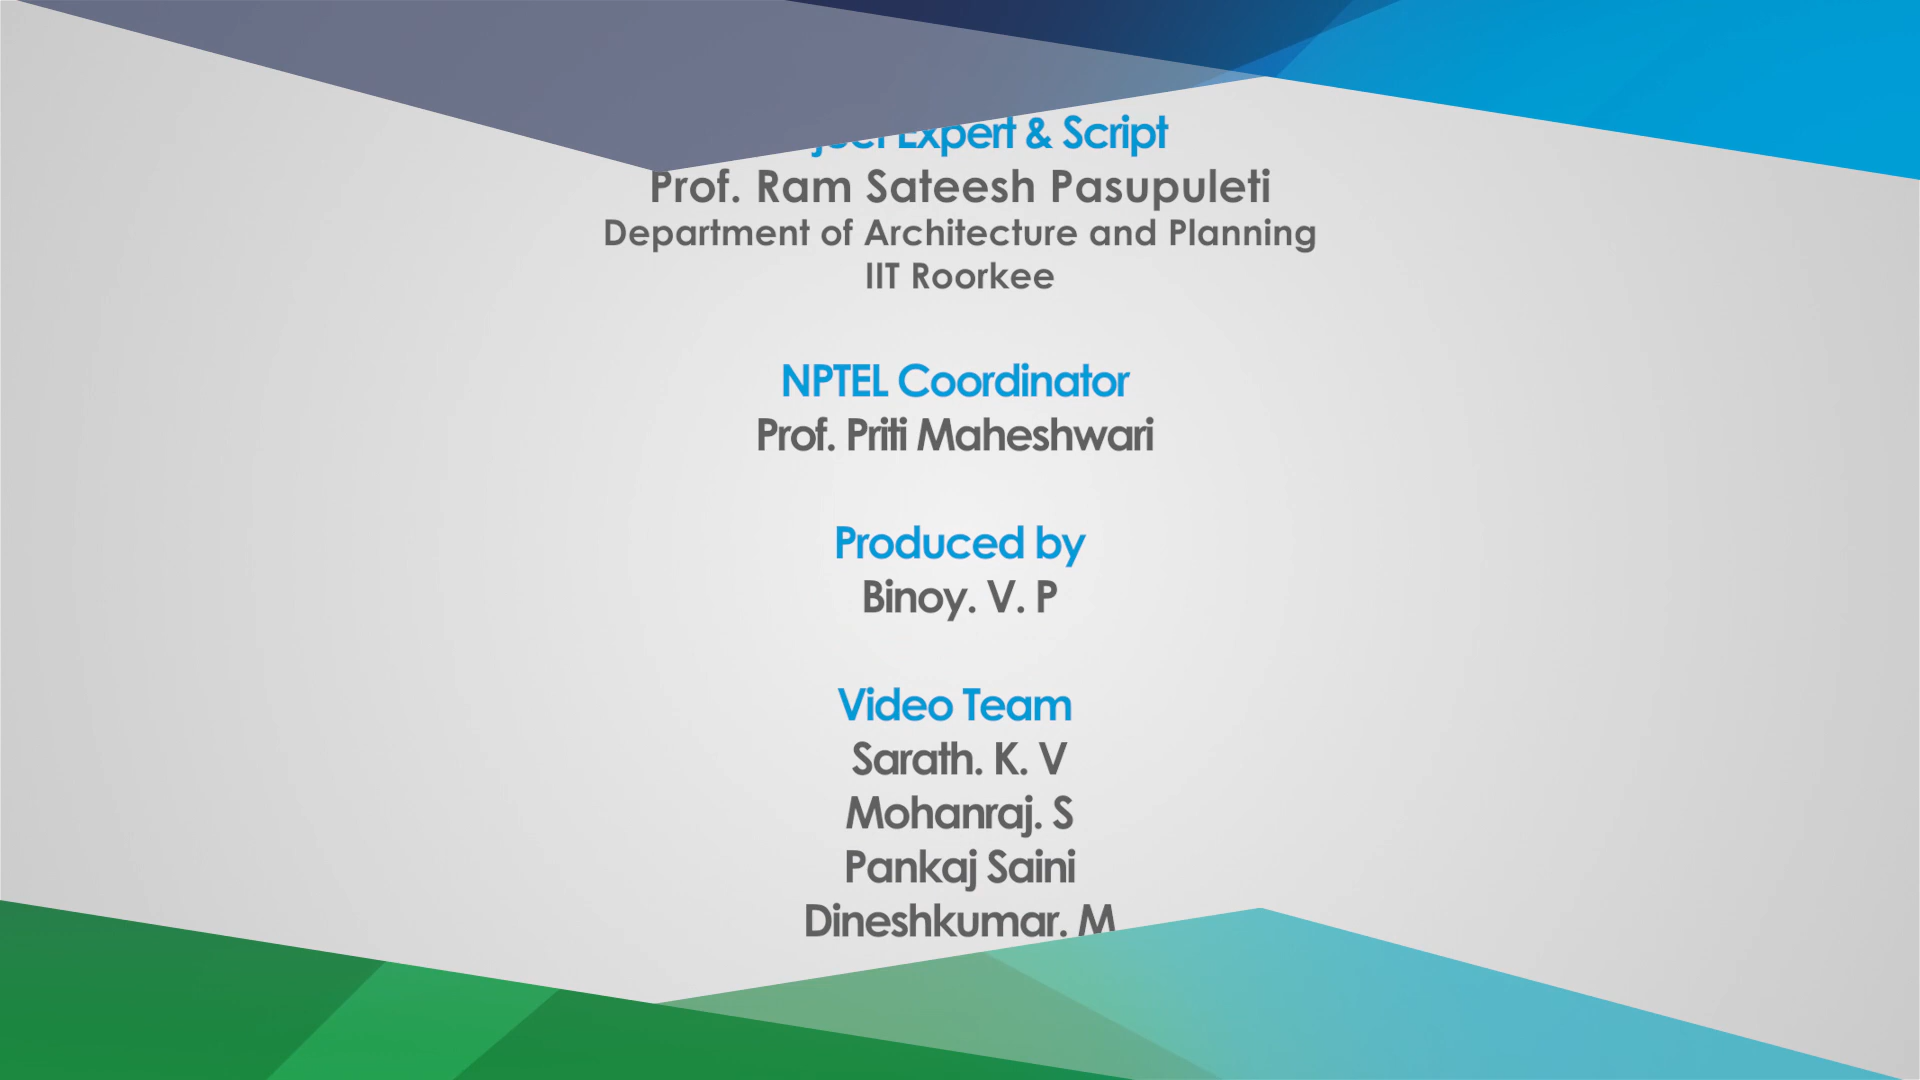 Expert & Script
Prof. Ram Sateesh Pasupuleti
Department of Architecture and Planning
IIT Roorkee
NPTEL Coordinator
Prof. Priti Maheshwari
Produced by
Binoy. V. P
Video Team
Sarath. K. V
Mohanraj. S
Pankaj Saini
Dineshkumar. M